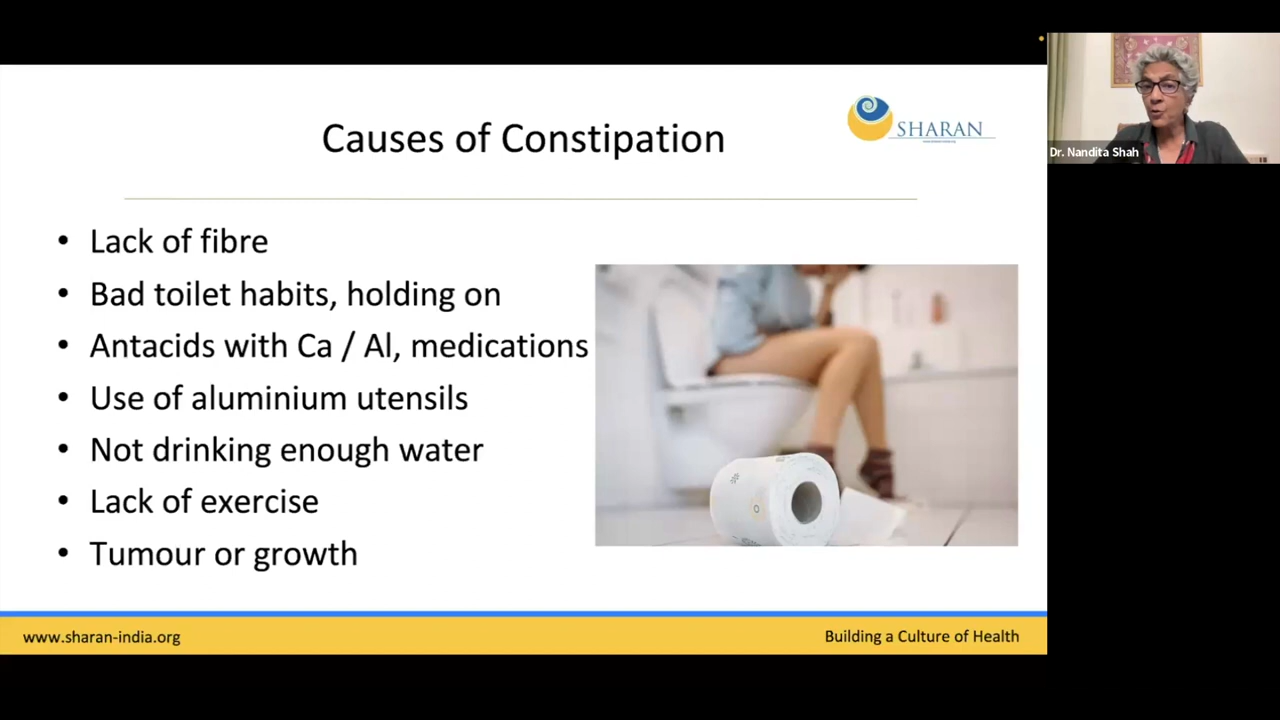 Causes of Constipation
SHARAN
• Lack of fibre
• Bad toilet habits, holding on
• Antacids with Ca / Al, medications
• Use of aluminium utensils
• Not drinking enough water
• Lack of exercise
• Tumour or growth
www.sharan-india.org
Building a Culture of Health
Dr. Nandita Shah